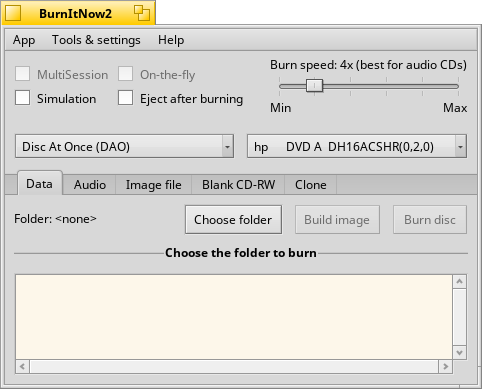 BurnItNow2
App Tools & settings Help
MultiSession On-the-fly Burn speed: 4x (best for audio CDs)
Simulation Eject after burning
Min Max
Disc At Once (DAO) hp DVD A DH16ACSHR(0,2,0)
Data Audio Image file Blank CD-RW Clone
Folder: <none> Choose folder Build image Burn disc
Choose the folder to burn